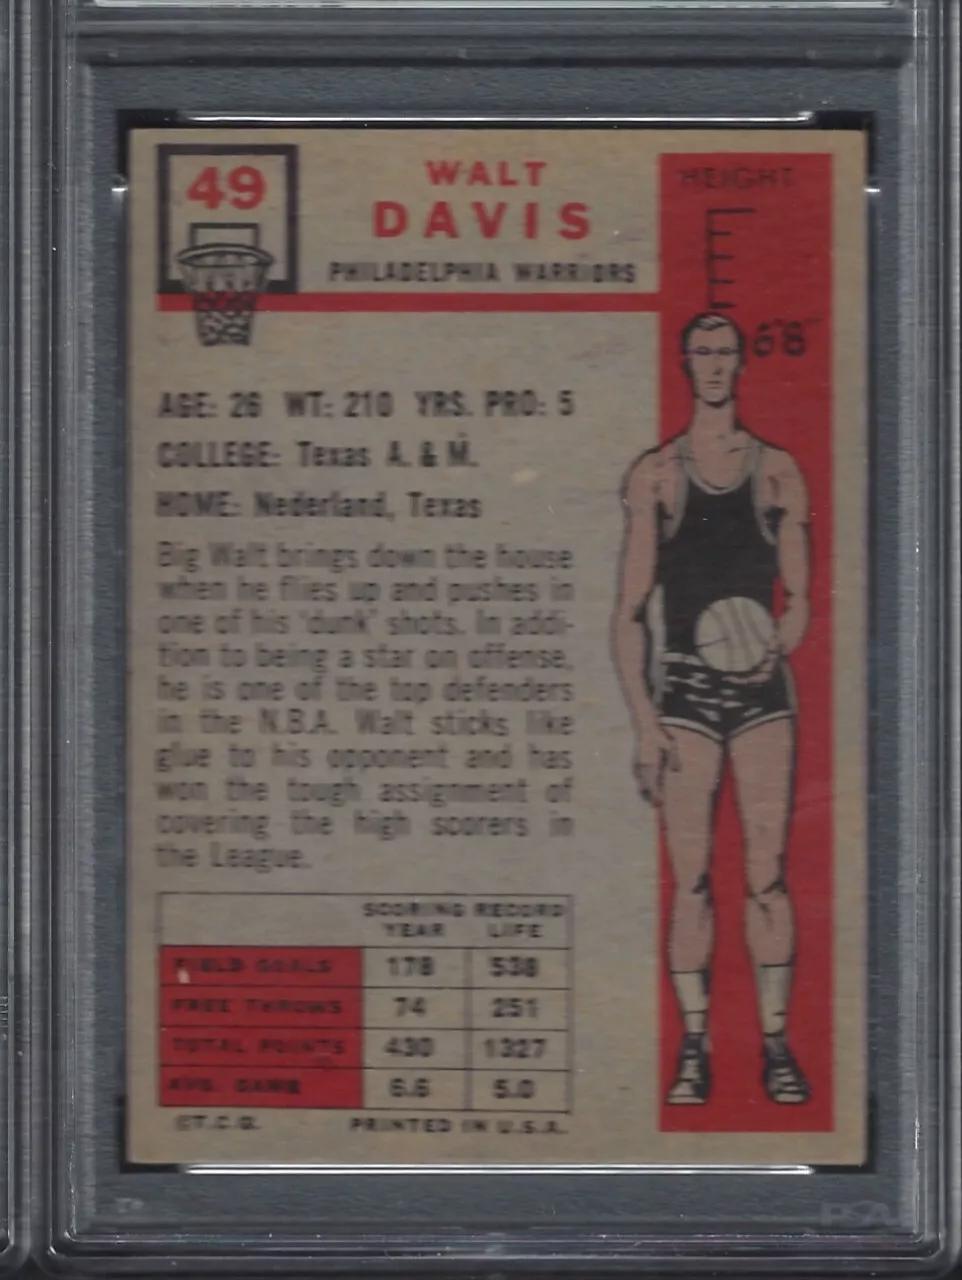 49
WALT
DAVIS
PHILADELPHIA WARRIORS
HEIGHT
6'8"
AGE: 26 WT: 210 YRS. PRO: 5
COLLEGE: Texas A. & M.
HOME: Nederland, Texas
Big Walt brings down the house
when he flies up and pushes in
one of his 'dunk' shots. In addi-
tion to being a star on offense,
he is one of the top defenders
in the N.B.A. Walt sticks like
glue to his opponent and has
won the tough assignment of
covering the high scorers in
the League.
SCORING RECORD
YEAR LIFE
FIELD GOALS 178 538
FREE THROWS 74 251
TOTAL POINTS 430 1327
AVG. GAME 6.6 5.0
©T.C.G. PRINTED IN U.S.A.
PSA